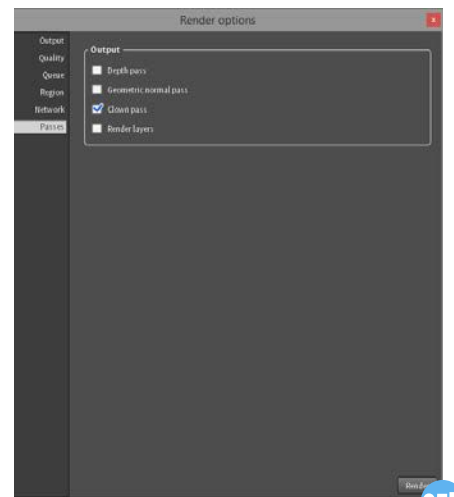 Render options
x
Output
Quality
Queue
Region
Network
Passes
Output
Depth pass
Geometric normal pass
Clown pass
Render layers
Render